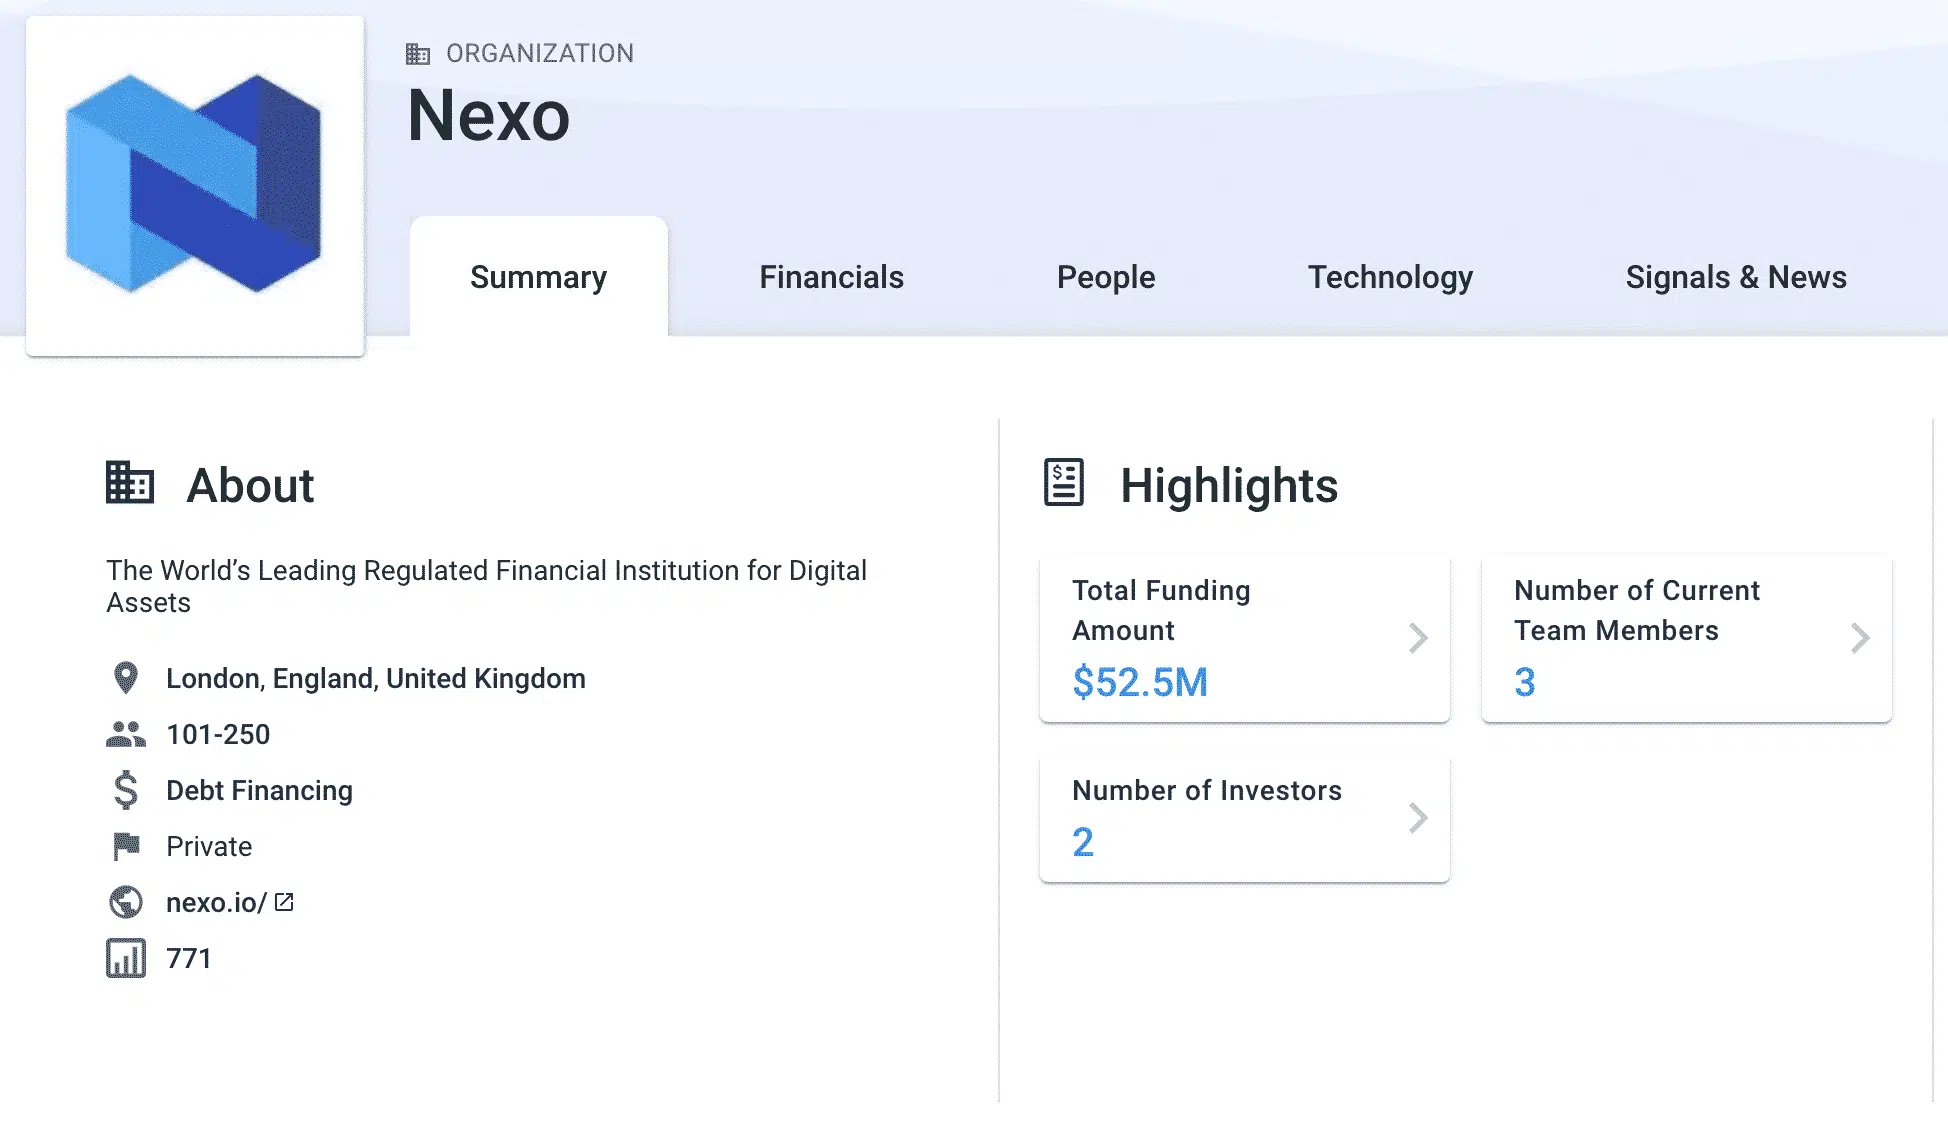 ORGANIZATION
Nexo
Summary
Financials
People
Technology
Signals & News
About
The World’s Leading Regulated Financial Institution for Digital
Assets
London, England, United Kingdom
101-250
Debt Financing
Private
nexo.io/
771
Highlights
Total Funding
Amount
$52.5M
Number of Current
Team Members
3
Number of Investors
2